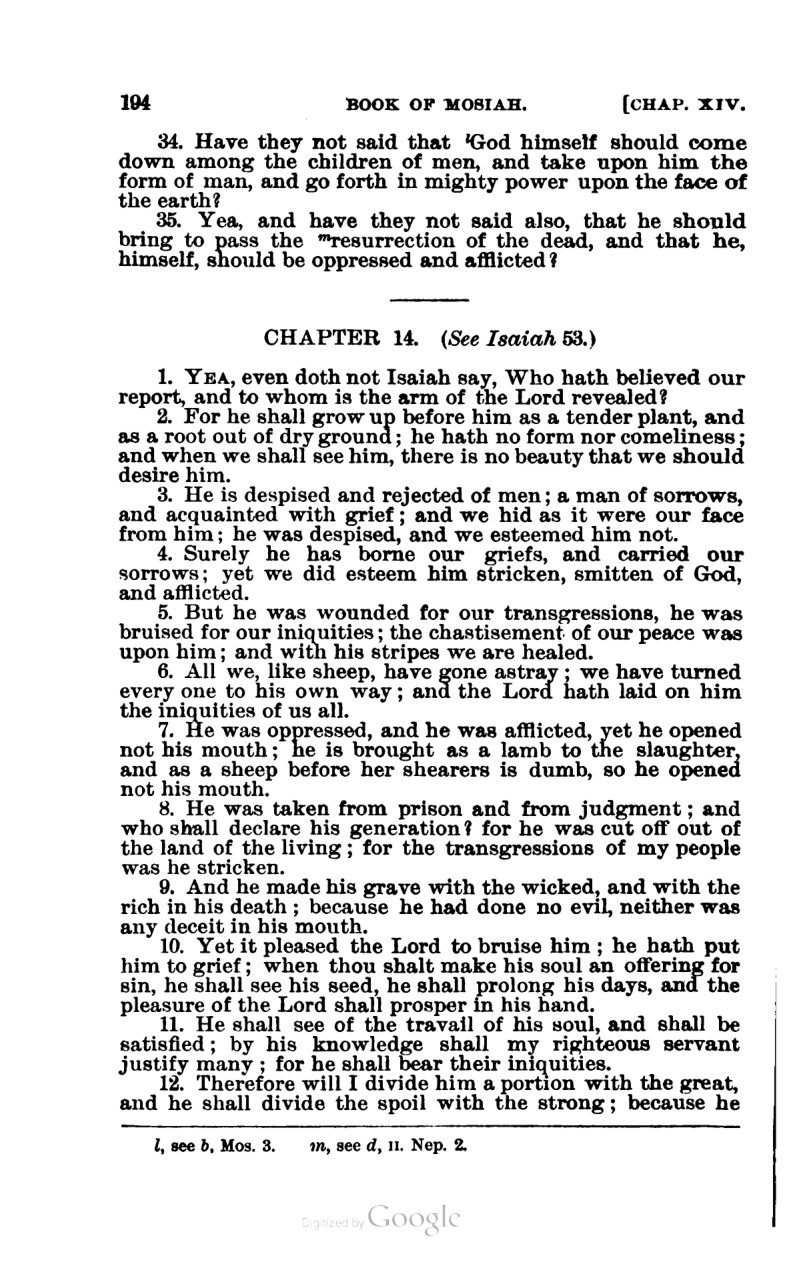 194 BOOK OF MOSIAH. [CHAP. XIV.
34. Have they not said that ˡGod himself should come
down among the children of men, and take upon him the
form of man, and go forth in mighty power upon the face of
the earth?
35. Yea, and have they not said also, that he should
bring to pass the ᵐresurrection of the dead, and that he,
himself, should be oppressed and afflicted?
CHAPTER 14. (See Isaiah 53.)
1. YEA, even doth not Isaiah say, Who hath believed our
report, and to whom is the arm of the Lord revealed?
2. For he shall grow up before him as a tender plant, and
as a root out of dry ground; he hath no form nor comeliness;
and when we shall see him, there is no beauty that we should
desire him.
3. He is despised and rejected of men; a man of sorrows,
and acquainted with grief; and we hid as it were our face
from him; he was despised, and we esteemed him not.
4. Surely he has borne our griefs, and carried our
sorrows; yet we did esteem him stricken, smitten of God,
and afflicted.
5. But he was wounded for our transgressions, he was
bruised for our iniquities; the chastisement of our peace was
upon him; and with his stripes we are healed.
6. All we, like sheep, have gone astray; we have turned
every one to his own way; and the Lord hath laid on him
the iniquities of us all.
7. He was oppressed, and he was afflicted, yet he opened
not his mouth; he is brought as a lamb to the slaughter,
and as a sheep before her shearers is dumb, so he opened
not his mouth.
8. He was taken from prison and from judgment; and
who shall declare his generation? for he was cut off out of
the land of the living; for the transgressions of my people
was he stricken.
9. And he made his grave with the wicked, and with the
rich in his death; because he had done no evil, neither was
any deceit in his mouth.
10. Yet it pleased the Lord to bruise him; he hath put
him to grief; when thou shalt make his soul an offering for
sin, he shall see his seed, he shall prolong his days, and the
pleasure of the Lord shall prosper in his hand.
11. He shall see of the travail of his soul, and shall be
satisfied; by his knowledge shall my righteous servant
justify many; for he shall bear their iniquities.
12. Therefore will I divide him a portion with the great,
and he shall divide the spoil with the strong; because he
l, see b, Mos. 3. m, see d, II. Nep. 2.
Digitized by Google